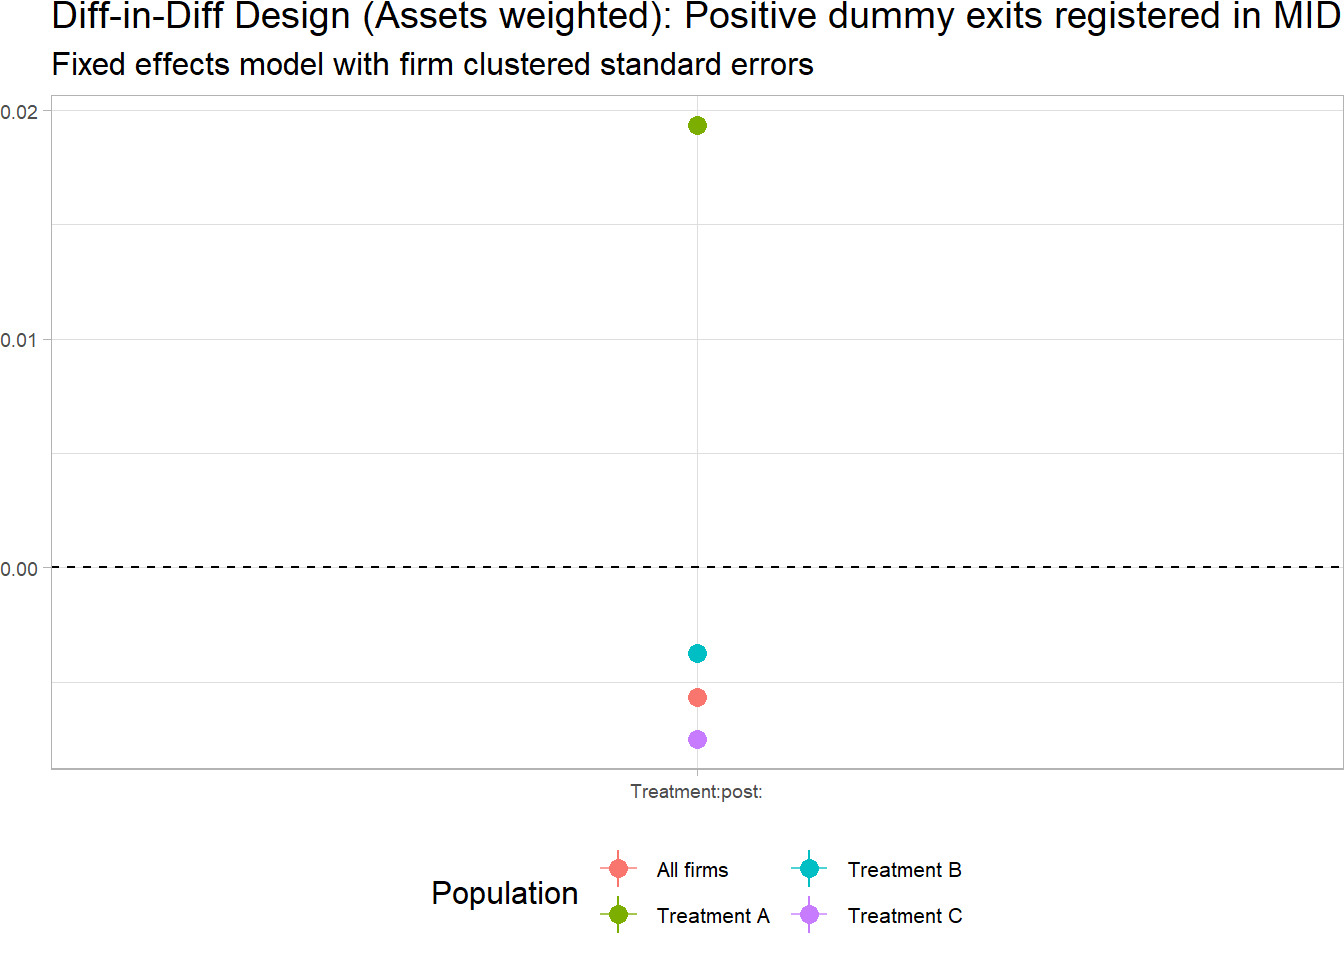 Diff-in-Diff Design (Assets weighted): Positive dummy exits registered in MID
Fixed effects model with firm clustered standard errors
0.02
0.01
0.00
Treatment:post:
Population
All firms
Treatment B
Treatment A
Treatment C